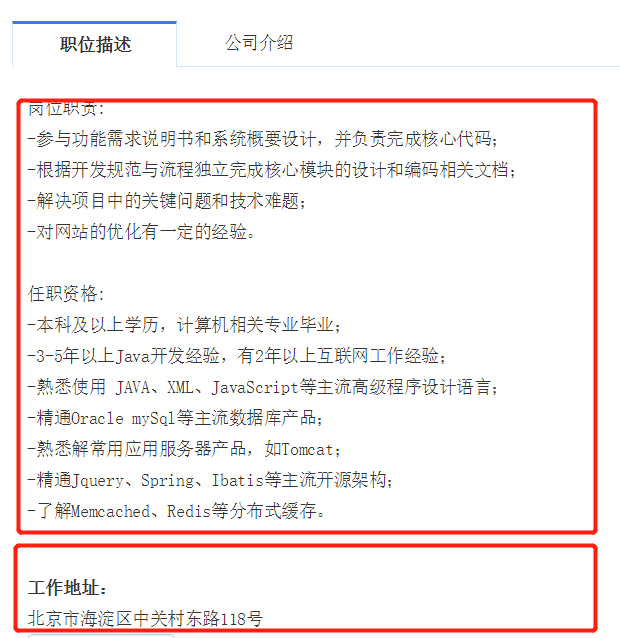 职位描述 公司介绍
岗位职责:
-参与功能需求说明书和系统概要设计，并负责完成核心代码;
-根据开发规范与流程独立完成核心模块的设计和编码相关文档;
-解决项目中的关键问题和技术难题;
-对网站的优化有一定的经验。
任职资格:
-本科及以上学历，计算机相关专业毕业;
-3-5年以上Java开发经验，有2年以上互联网工作经验;
-熟悉使用 JAVA、XML、JavaScript等主流高级程序设计语言;
-精通Oracle mySql等主流数据库产品;
-熟悉解常用应用服务器产品，如Tomcat;
-精通Jquery、Spring、Ibatis等主流开源架构;
-了解Memcached、Redis等分布式缓存。
工作地址:
北京市海淀区中关村东路118号